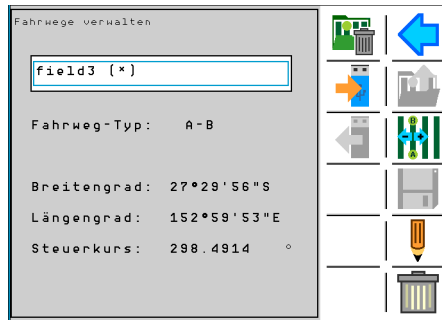 Fahrwege verwalten
field3 (*)
Fahrweg-Typ: A-B
Breitengrad: 27°29'56"S
Längengrad: 152°59'53"E
Steuerkurs: 298.4914 °
B
A